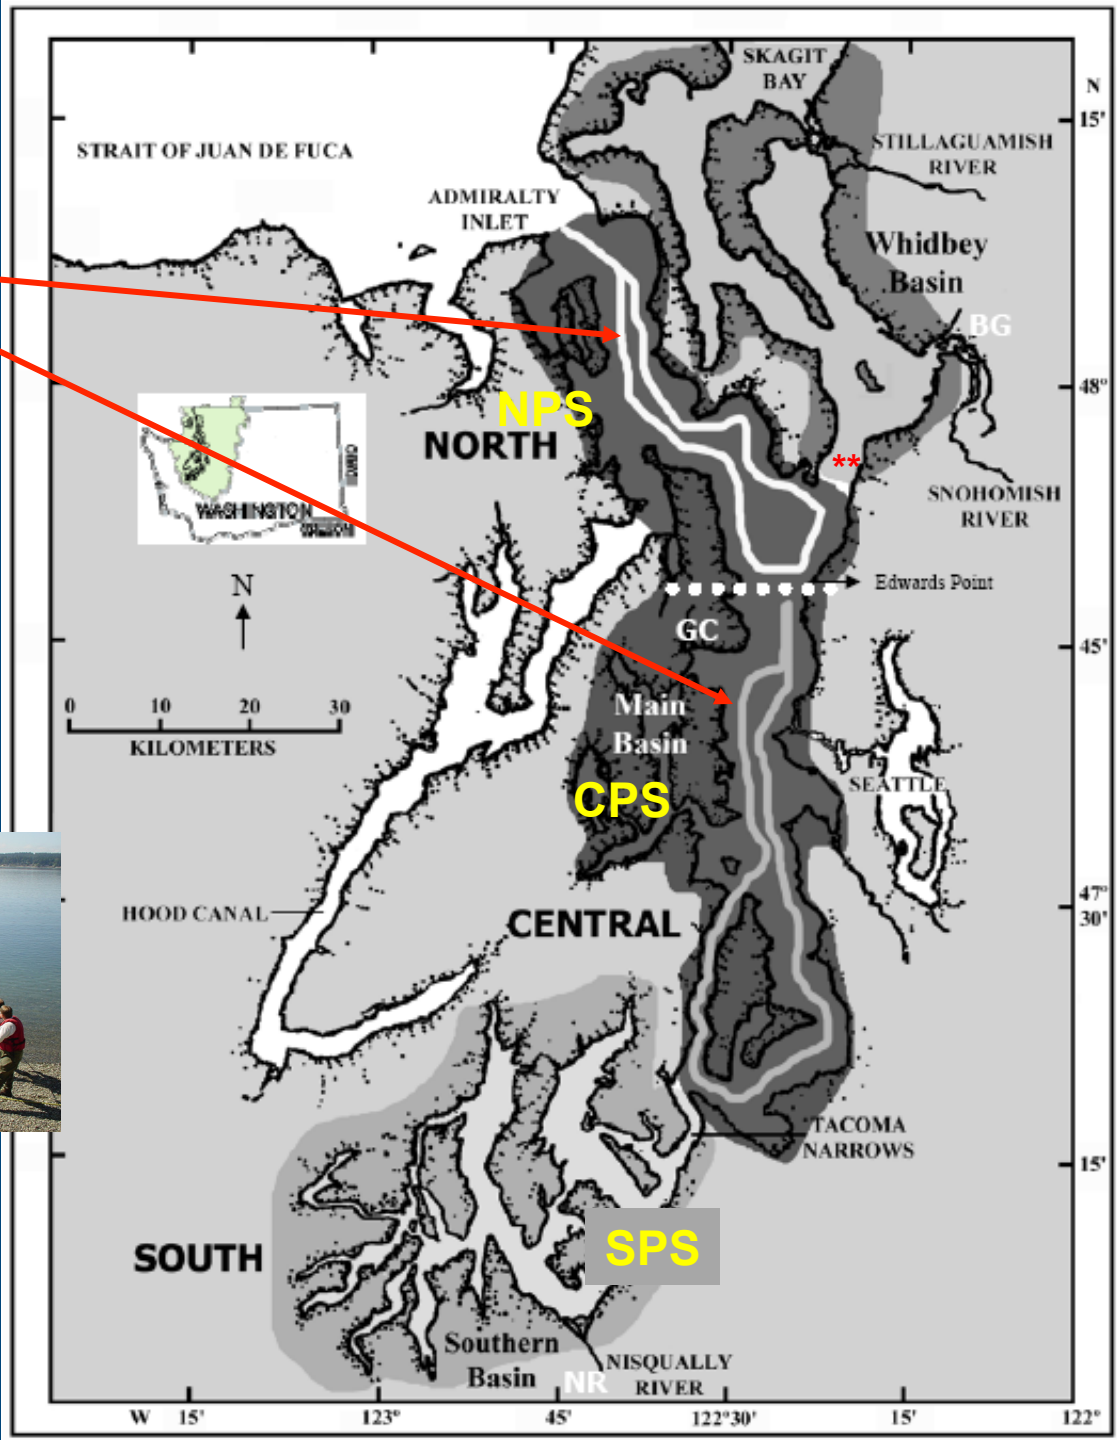 SKAGIT
BAY
N
15'
STRAIT OF JUAN DE FUCA
STILLAGUAMISH
RIVER
ADMIRALTY
INLET
Whidbey
Basin
BG
48°
NPS
NORTH
**
SNOHOMISH
RIVER
WASHINGTON
N
Edwards Point
GC
45'
0 10 20 30
KILOMETERS
Main
Basin
CPS
SEATTLE
47°
30'
HOOD CANAL
CENTRAL
TACOMA
NARROWS
15'
SOUTH
SPS
Southern
Basin
NISQUALLY
RIVER
NR
W 15' 123° 45' 122°30' 15' 122°